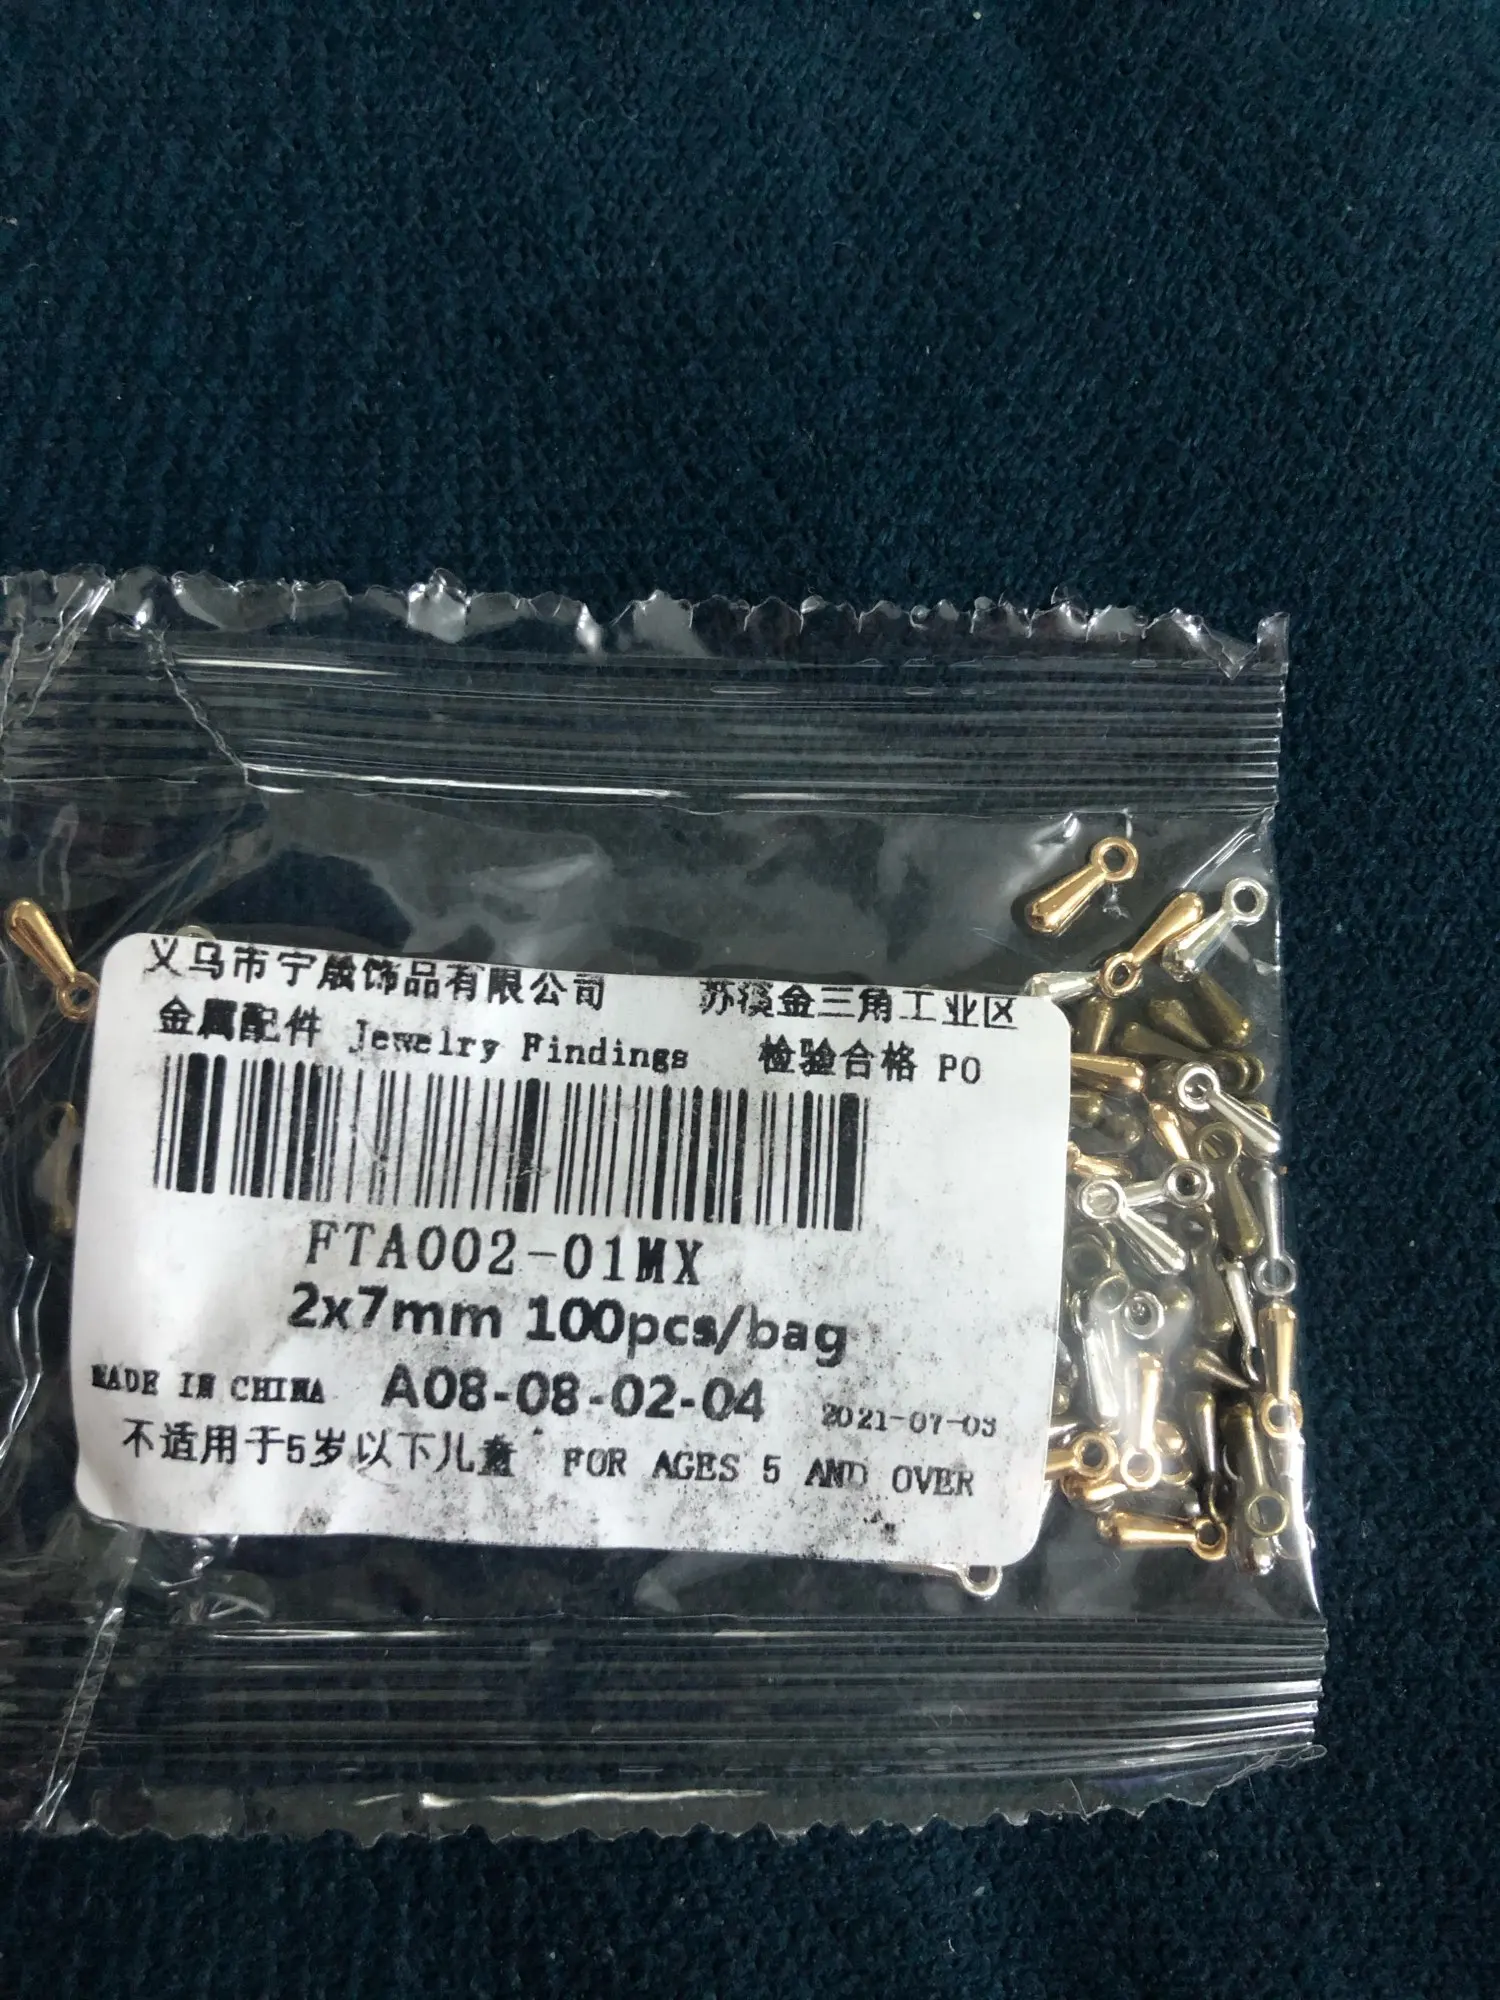 义乌市宁晟饰品有限公司 苏溪金三角工业区
金属配件 Jewelry Findings 检验合格 PO
FTA002-01MX
2x7mm 100pcs/bag
MADE IN CHINA A08-08-02-04 2021-07-03
不适用于5岁以下儿童 FOR AGES 5 AND OVER